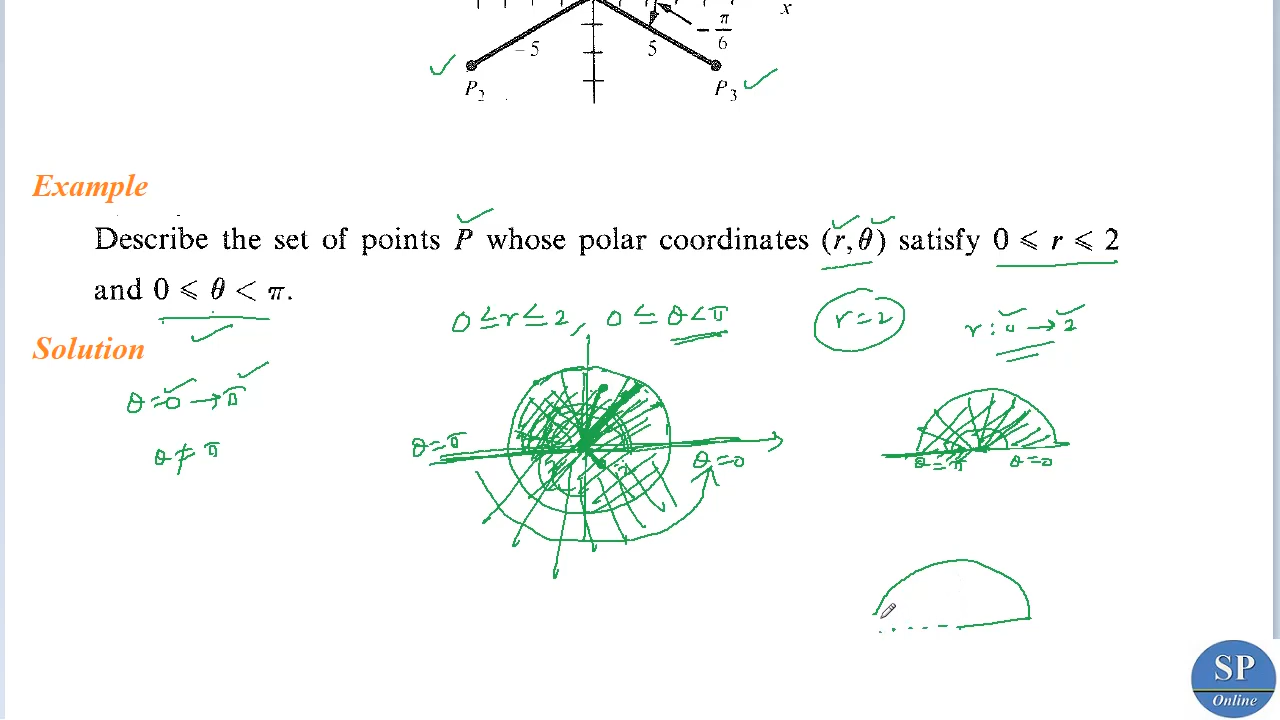 x
-5 5 -π/6
P₂ P₃
Example
Describe the set of points P whose polar coordinates (r, θ) satisfy 0 ⩽ r ⩽ 2
and 0 ⩽ θ < π.
0 ≤ r ≤ 2, 0 ≤ θ < π
r = 2
r : 0 → 2
Solution
θ = 0 → π
θ ≠ π
θ = π
θ = 0
θ = π
θ = 0
SP
Online